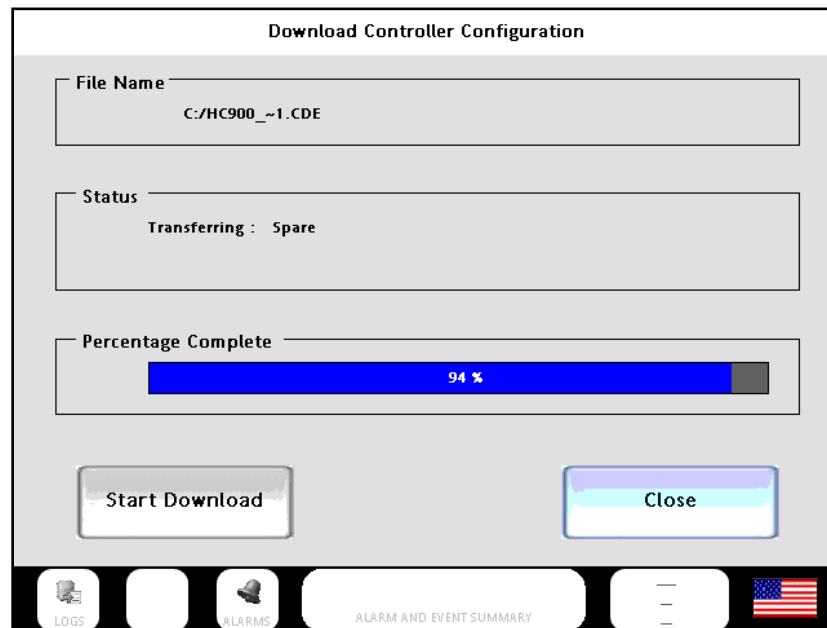 Download Controller Configuration
File Name
C:/HC900_~1.CDE
Status
Transferring : Spare
Percentage Complete
94 %
Start Download
Close
LOGS
ALARMS
ALARM AND EVENT SUMMARY